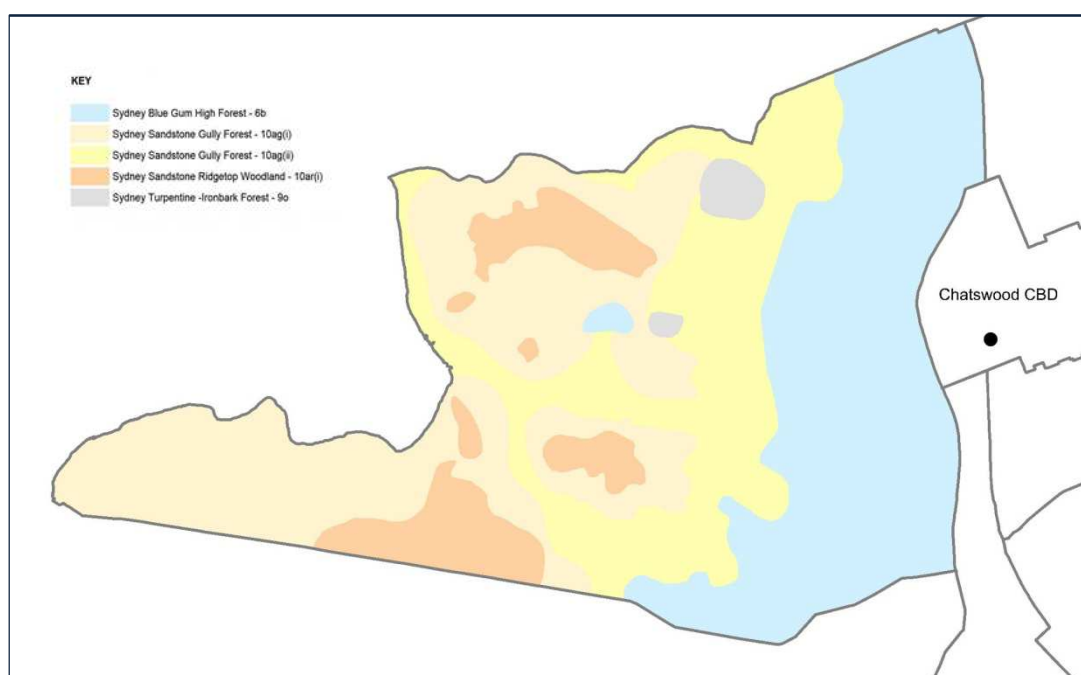 KEY
Sydney Blue Gum High Forest - 6b
Sydney Sandstone Gully Forest - 10ag(i)
Sydney Sandstone Gully Forest - 10ag(ii)
Sydney Sandstone Ridgetop Woodland - 10ar(i)
Sydney Turpentine -Ironbark Forest - 9o
Chatswood CBD